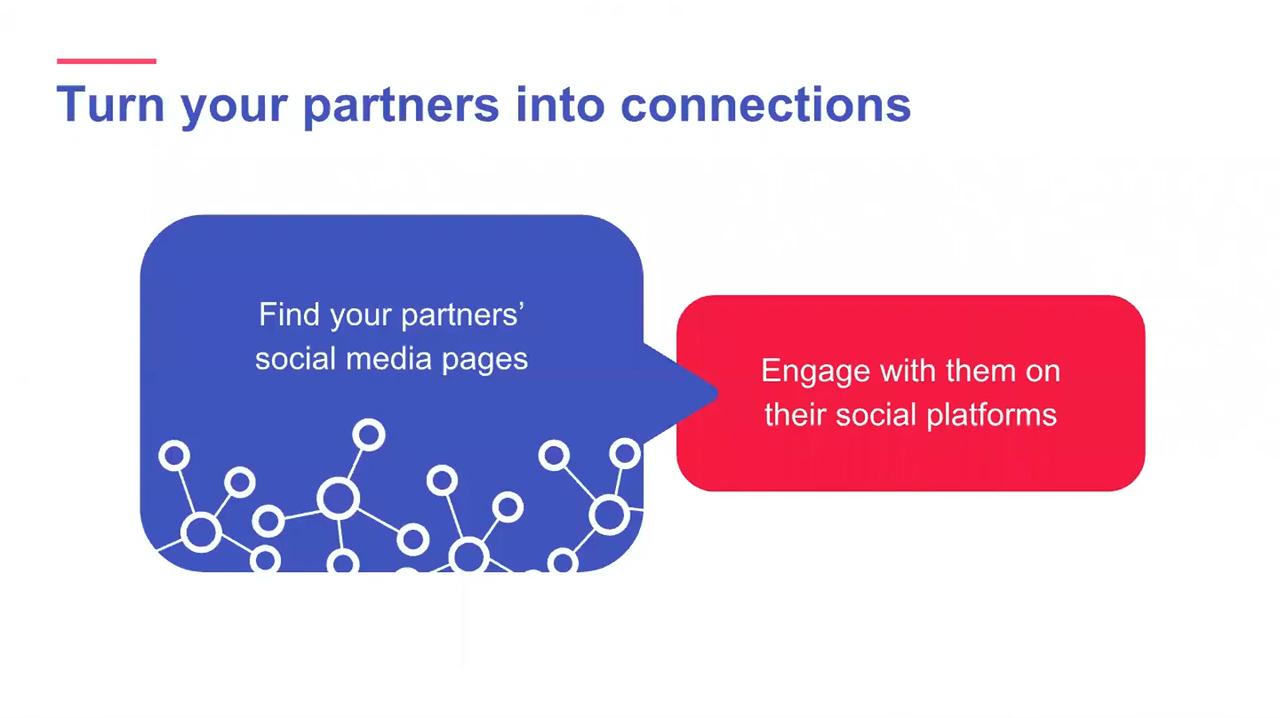 Turn your partners into connections
Find your partners’
social media pages
Engage with them on
their social platforms